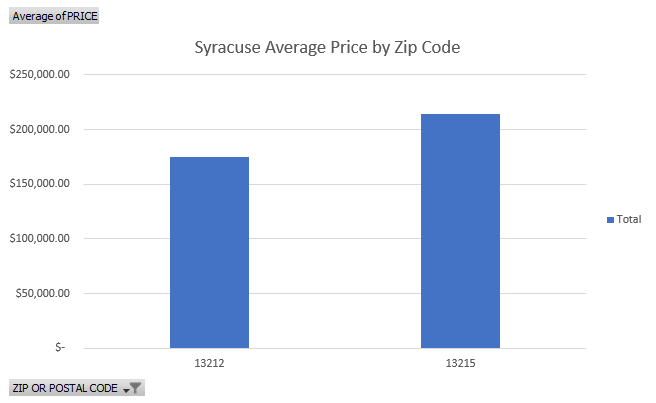 Average of PRICE
Syracuse Average Price by Zip Code
$250,000.00
$200,000.00
$150,000.00
$100,000.00
$50,000.00
$-
13212
13215
Total
ZIP OR POSTAL CODE